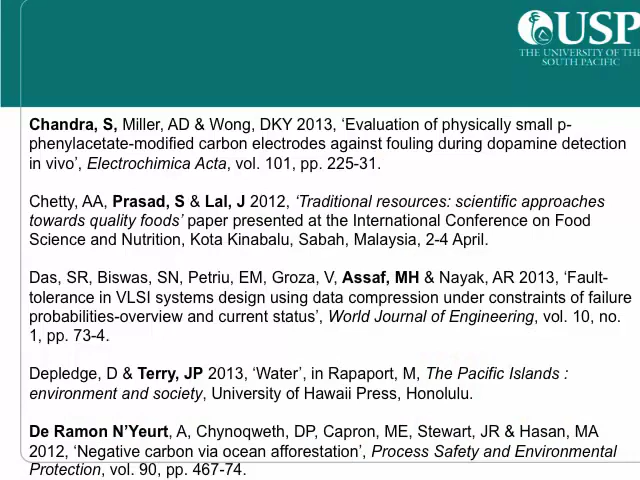 USP
THE UNIVERSITY OF THE
SOUTH PACIFIC
Chandra, S, Miller, AD & Wong, DKY 2013, ‘Evaluation of physically small p-
phenylacetate-modified carbon electrodes against fouling during dopamine detection
in vivo’, Electrochimica Acta, vol. 101, pp. 225-31.
Chetty, AA, Prasad, S & Lal, J 2012, ‘Traditional resources: scientific approaches
towards quality foods’ paper presented at the International Conference on Food
Science and Nutrition, Kota Kinabalu, Sabah, Malaysia, 2-4 April.
Das, SR, Biswas, SN, Petriu, EM, Groza, V, Assaf, MH & Nayak, AR 2013, ‘Fault-
tolerance in VLSI systems design using data compression under constraints of failure
probabilities-overview and current status’, World Journal of Engineering, vol. 10, no.
1, pp. 73-4.
Depledge, D & Terry, JP 2013, ‘Water’, in Rapaport, M, The Pacific Islands :
environment and society, University of Hawaii Press, Honolulu.
De Ramon N’Yeurt, A, Chynoqweth, DP, Capron, ME, Stewart, JR & Hasan, MA
2012, ‘Negative carbon via ocean afforestation’, Process Safety and Environmental
Protection, vol. 90, pp. 467-74.